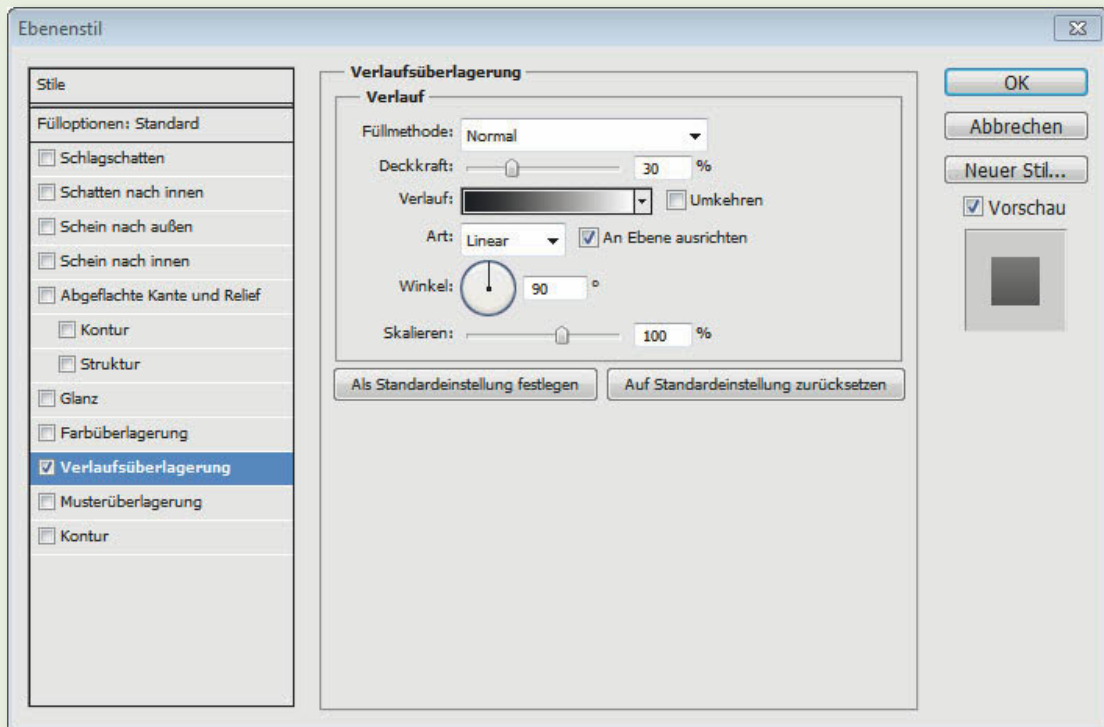 Ebenenstil
Stile
Fülloptionen: Standard
Schlagschatten
Schatten nach innen
Schein nach außen
Schein nach innen
Abgeflachte Kante und Relief
Kontur
Struktur
Glanz
Farbüberlagerung
Verlaufsüberlagerung
Musterüberlagerung
Kontur
Verlaufsüberlagerung
Verlauf
Füllmethode: Normal
Deckkraft: 30 %
Verlauf: Umkehren
Art: Linear An Ebene ausrichten
Winkel: 90 °
Skalieren: 100 %
Als Standardeinstellung festlegen Auf Standardeinstellung zurücksetzen
OK
Abbrechen
Neuer Stil...
Vorschau